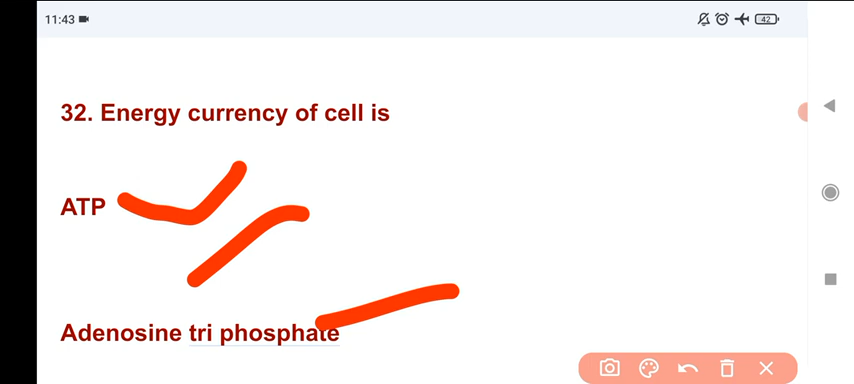 11:43
42
32. Energy currency of cell is
ATP
Adenosine tri phosphate